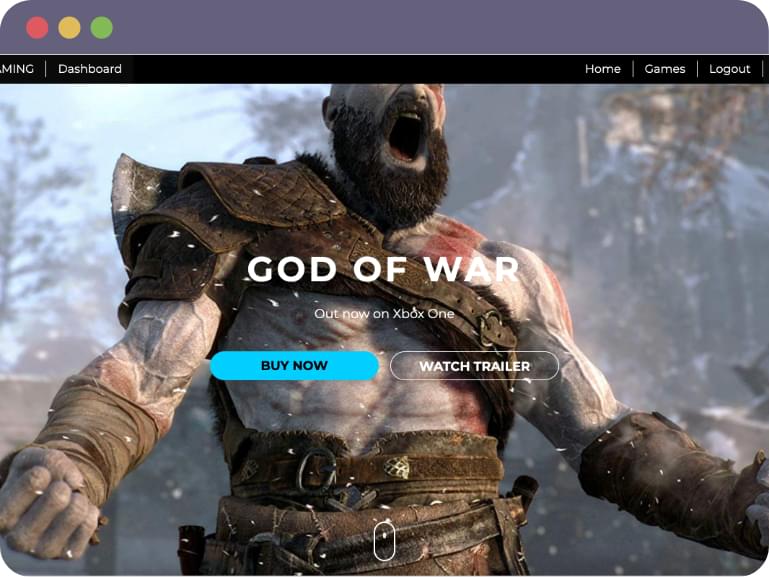 AMING Dashboard Home Games Logout
GOD OF WAR
Out now on Xbox One
BUY NOW WATCH TRAILER